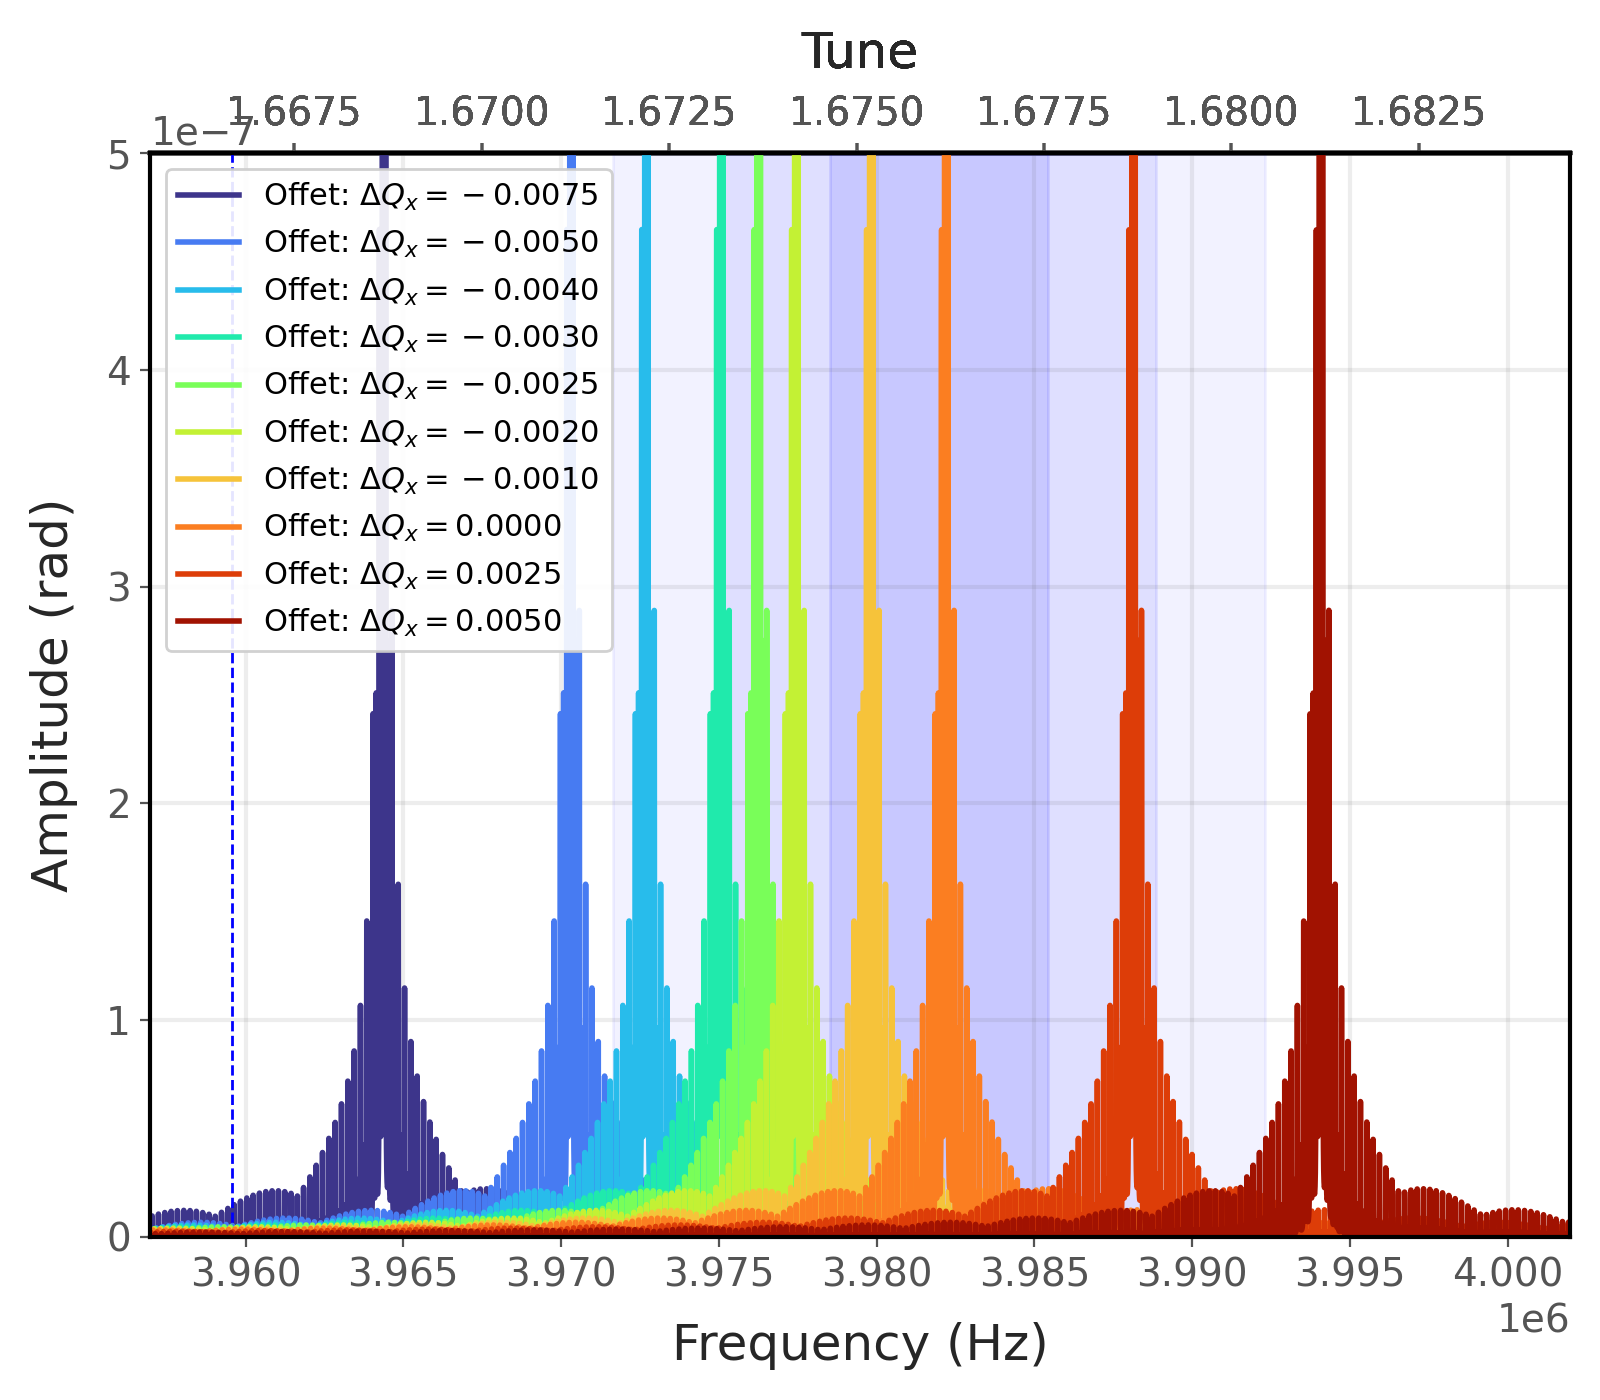 Tune
1.6675 1.6700 1.6725 1.6750 1.6775 1.6800 1.6825
1e−7
5
4
3
2
1
0
Amplitude (rad)
Offet: ΔQx = −0.0075
Offet: ΔQx = −0.0050
Offet: ΔQx = −0.0040
Offet: ΔQx = −0.0030
Offet: ΔQx = −0.0025
Offet: ΔQx = −0.0020
Offet: ΔQx = −0.0010
Offet: ΔQx = 0.0000
Offet: ΔQx = 0.0025
Offet: ΔQx = 0.0050
3.960 3.965 3.970 3.975 3.980 3.985 3.990 3.995 4.000
1e6
Frequency (Hz)